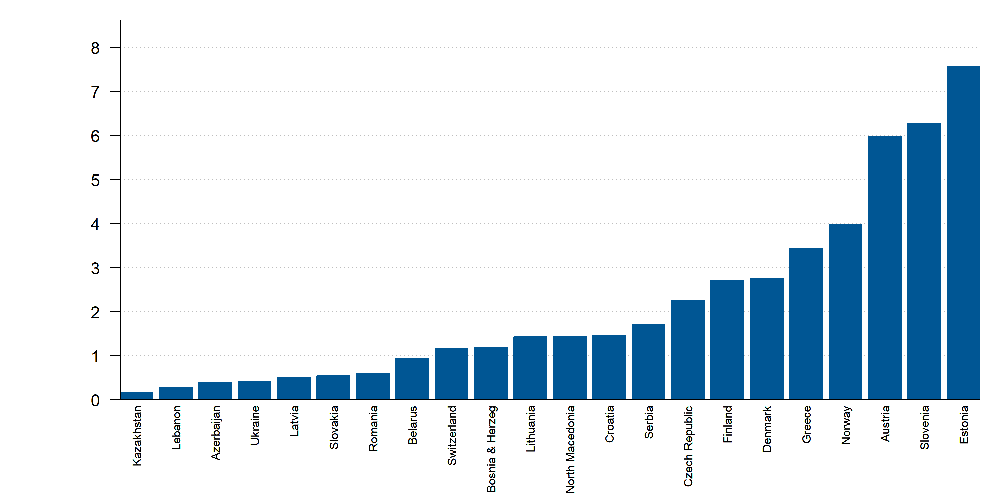 8
7
6
5
4
3
2
1
0
Kazakhstan
Lebanon
Azerbaijan
Ukraine
Latvia
Slovakia
Romania
Belarus
Switzerland
Bosnia & Herzeg
Lithuania
North Macedonia
Croatia
Serbia
Czech Republic
Finland
Denmark
Greece
Norway
Austria
Slovenia
Estonia